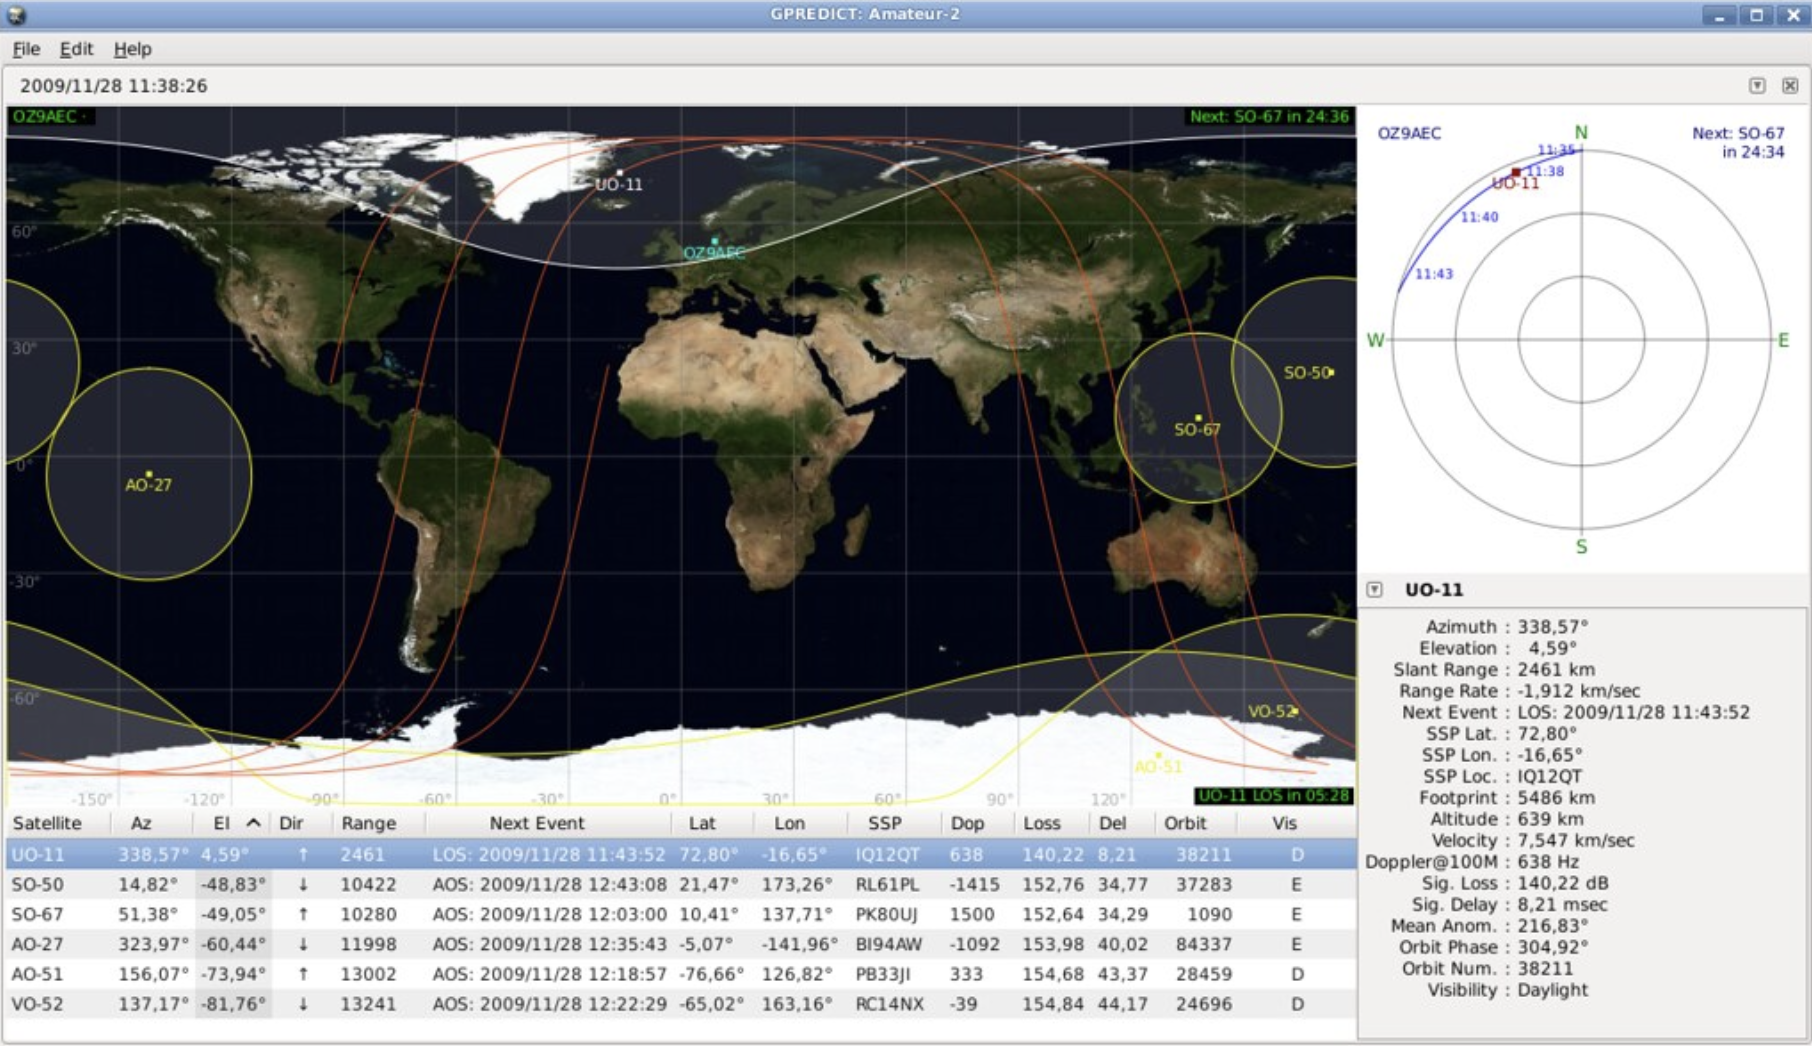 GPREDICT: Amateur-2
File Edit Help
2009/11/28 11:38:26
OZ9AEC
Next: SO-67 in 24:36
UO-11
60°
OZ9AEC
30°
SO-50
SO-67
0°
AO-27
-30°
-60°
VO-52
AO-51
-150° -120° -90° -60° -30° 0° 30° 60° 90° 120°
UO-11 LOS in 05:28
OZ9AEC
N
Next: SO-67
in 24:34
11:35
11:38
UO-11
11:40
11:43
W
E
S
UO-11
Azimuth : 338,57°
Elevation : 4,59°
Slant Range : 2461 km
Range Rate : -1,912 km/sec
Next Event : LOS: 2009/11/28 11:43:52
SSP Lat. : 72,80°
SSP Lon. : -16,65°
SSP Loc. : IQ12QT
Footprint : 5486 km
Altitude : 639 km
Velocity : 7,547 km/sec
Doppler@100M : 638 Hz
Sig. Loss : 140,22 dB
Sig. Delay : 8,21 msec
Mean Anom. : 216,83°
Orbit Phase : 304,92°
Orbit Num. : 38211
Visibility : Daylight
Satellite Az El Dir Range Next Event Lat Lon SSP Dop Loss Del Orbit Vis
UO-11 338,57° 4,59° ↑ 2461 LOS: 2009/11/28 11:43:52 72,80° -16,65° IQ12QT 638 140,22 8,21 38211 D
SO-50 14,82° -48,83° ↓ 10422 AOS: 2009/11/28 12:43:08 21,47° 173,26° RL61PL -1415 152,76 34,77 37283 E
SO-67 51,38° -49,05° ↑ 10280 AOS: 2009/11/28 12:03:00 10,41° 137,71° PK80UJ 1500 152,64 34,29 1090 E
AO-27 323,97° -60,44° ↓ 11998 AOS: 2009/11/28 12:35:43 -5,07° -141,96° BI94AW -1092 153,98 40,02 84337 E
AO-51 156,07° -73,94° ↑ 13002 AOS: 2009/11/28 12:18:57 -76,66° 126,82° PB33JI 333 154,68 43,37 28459 D
VO-52 137,17° -81,76° ↓ 13241 AOS: 2009/11/28 12:22:29 -65,02° 163,16° RC14NX -39 154,84 44,17 24696 D